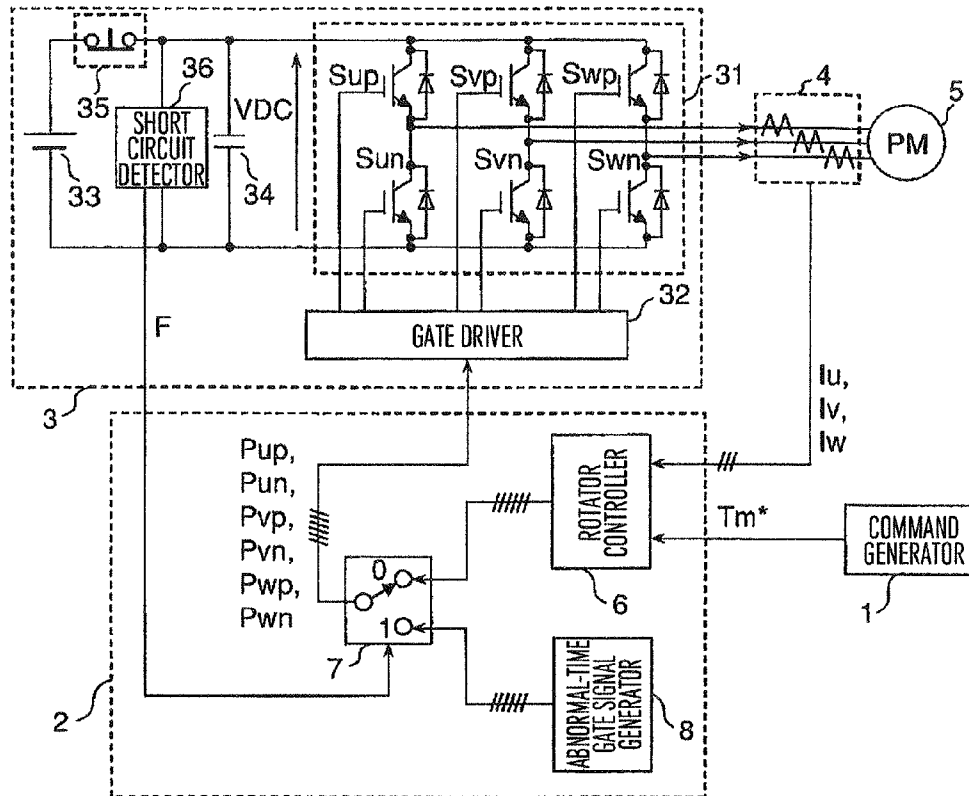 35
36
VDC
SHORT
CIRCUIT
DETECTOR
33
34
Sup
Svp
Swp
Sun
Svn
Swn
31
4
5
PM
32
GATE DRIVER
F
3
Iu,
Iv,
Iw
Pup,
Pun,
Pvp,
Pvn,
Pwp,
Pwn
0
1
7
ROTATOR
CONTROLLER
6
Tm*
COMMAND
GENERATOR
1
2
ABNORMAL-TIME
GATE SIGNAL
GENERATOR
8